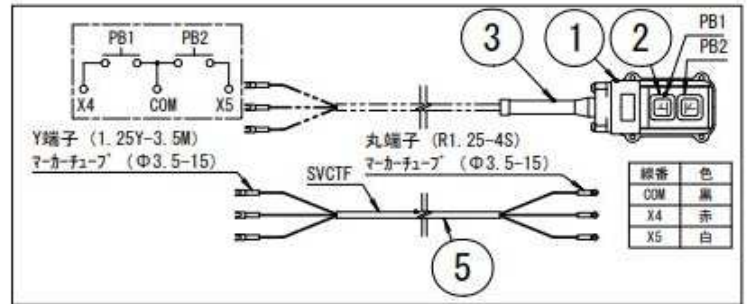 PB1 PB2
X4 COM X5
3 1 2 PB1
PB2
Y端子 (1.25Y-3.5M)
マーカーチューブ (Φ3.5-15)
丸端子 (R1.25-4S)
マーカーチューブ (Φ3.5-15)
SVCTF
5
上 下
線番 色
COM 黒
X4 赤
X5 白